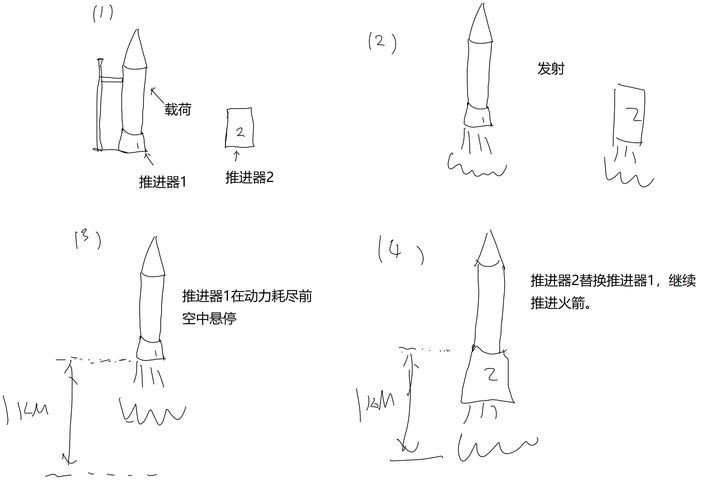 (1)
载荷
1
2
推进器1
推进器2
(2)
发射
1
2
(3)
推进器1在动力耗尽前
空中悬停
1
1KM
(4)
推进器2替换推进器1，继续
推进火箭。
2
1KM